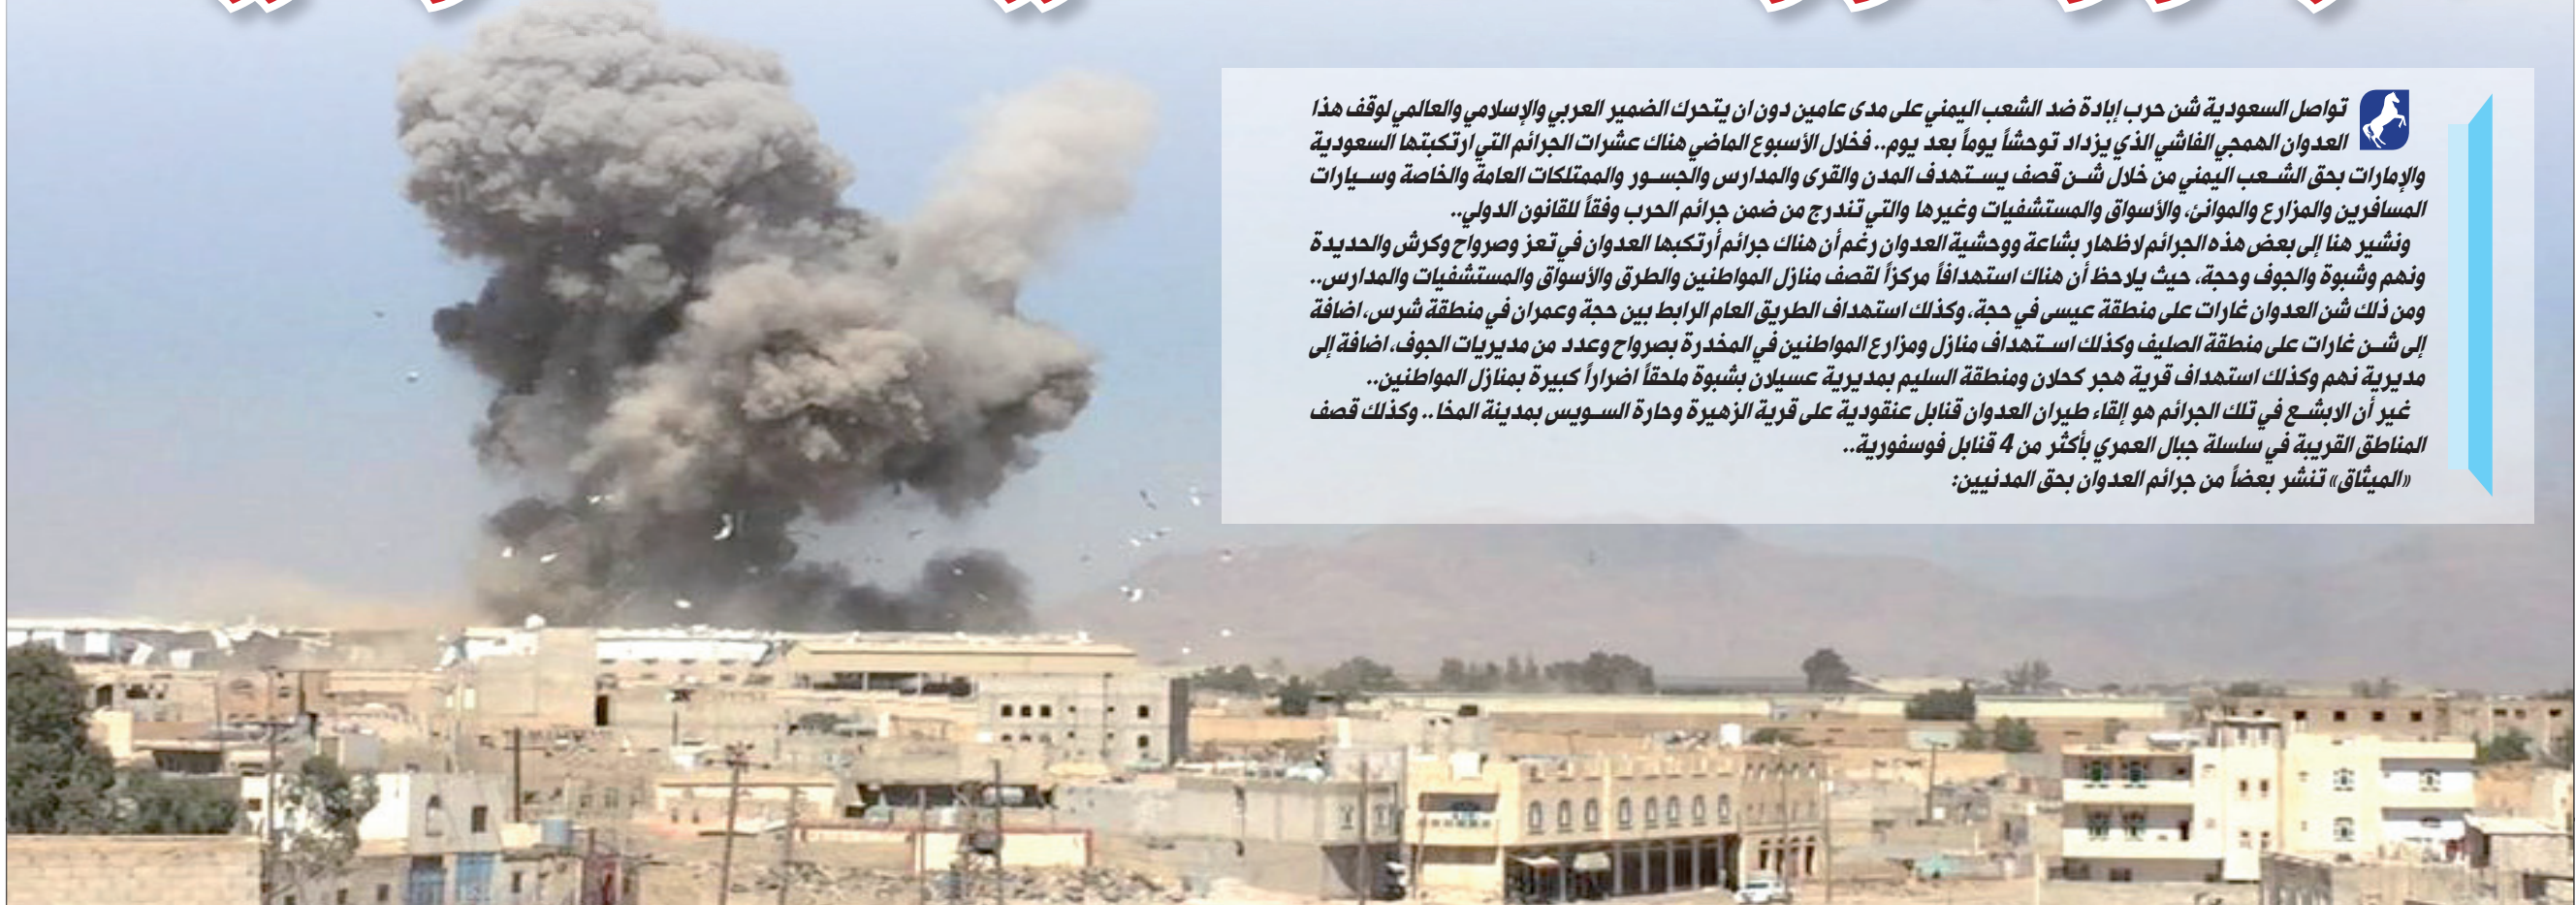 تواصل السعودية شن حرب إبادة ضد الشعب اليمني على مدى عامين دون ان يتحرك الضمير العربي والإسلامي والعالمي لوقف هذا
العدوان الهمجي الفاشي الذي يزداد توحشاً يوماً بعد يوم.. فخلال الأسبوع الماضي هناك عشرات الجرائم التي ارتكبتها السعودية
والإمارات بحق الشعب اليمني من خلال شن قصف يستهدف المدن والقرى والمدارس والجسور والممتلكات العامة والخاصة وسيارات
المسافرين والمزارع والموانئ، والأسواق والمستشفيات وغيرها والتي تندرج من ضمن جرائم الحرب وفقاً للقانون الدولي..
ونشير هنا إلى بعض هذه الجرائم لاظهار بشاعة ووحشية العدوان رغم أن هناك جرائم أرتكبها العدوان في تعز وصرواح وكرش والحديدة
ونهم وشبوة والجوف وحجة، حيث يلاحظ أن هناك استهدافاً مركزاً لقصف منازل المواطنين والطرق والأسواق والمستشفيات والمدارس..
ومن ذلك شن العدوان غارات على منطقة عيسى في حجة، وكذلك استهداف الطريق العام الرابط بين حجة وعمران في منطقة شرس، اضافة
إلى شن غارات على منطقة الصليف وكذلك استهداف منازل ومزارع المواطنين في المخدرة بصرواح وعدد من مديريات الجوف، اضافة إلى
مديرية نهم وكذلك استهداف قرية هجر كحلان ومنطقة السليم بمديرية عسيلان بشبوة ملحقاً اضراراً كبيرة بمنازل المواطنين..
غير أن الابشع في تلك الجرائم هو إلقاء طيران العدوان قنابل عنقودية على قرية الزهيرة وحارة السويس بمدينة المخا.. وكذلك قصف
المناطق القريبة في سلسلة جبال العمري بأكثر من 4 قنابل فوسفورية..
«الميثاق» تنشر بعضاً من جرائم العدوان بحق المدنيين: